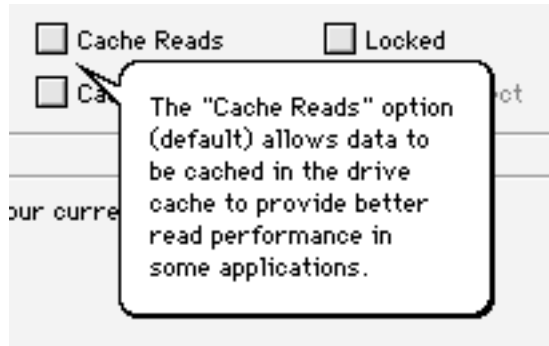 Cache Reads Locked
The "Cache Reads" option
(default) allows data to
be cached in the drive
cache to provide better
read performance in
some applications.